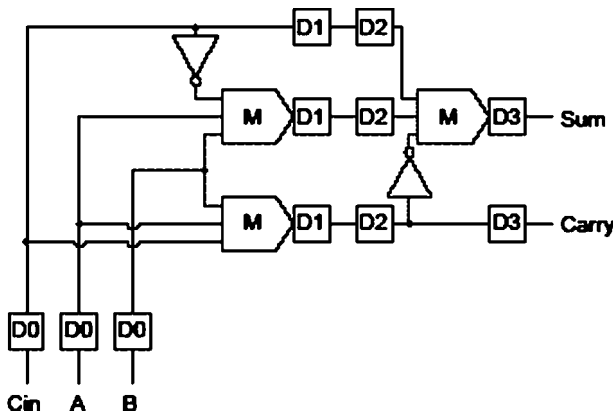 D1 D2
M D1 D2 M D3 Sum
M D1 D2 D3 Carry
D0 D0 D0
Cin A B